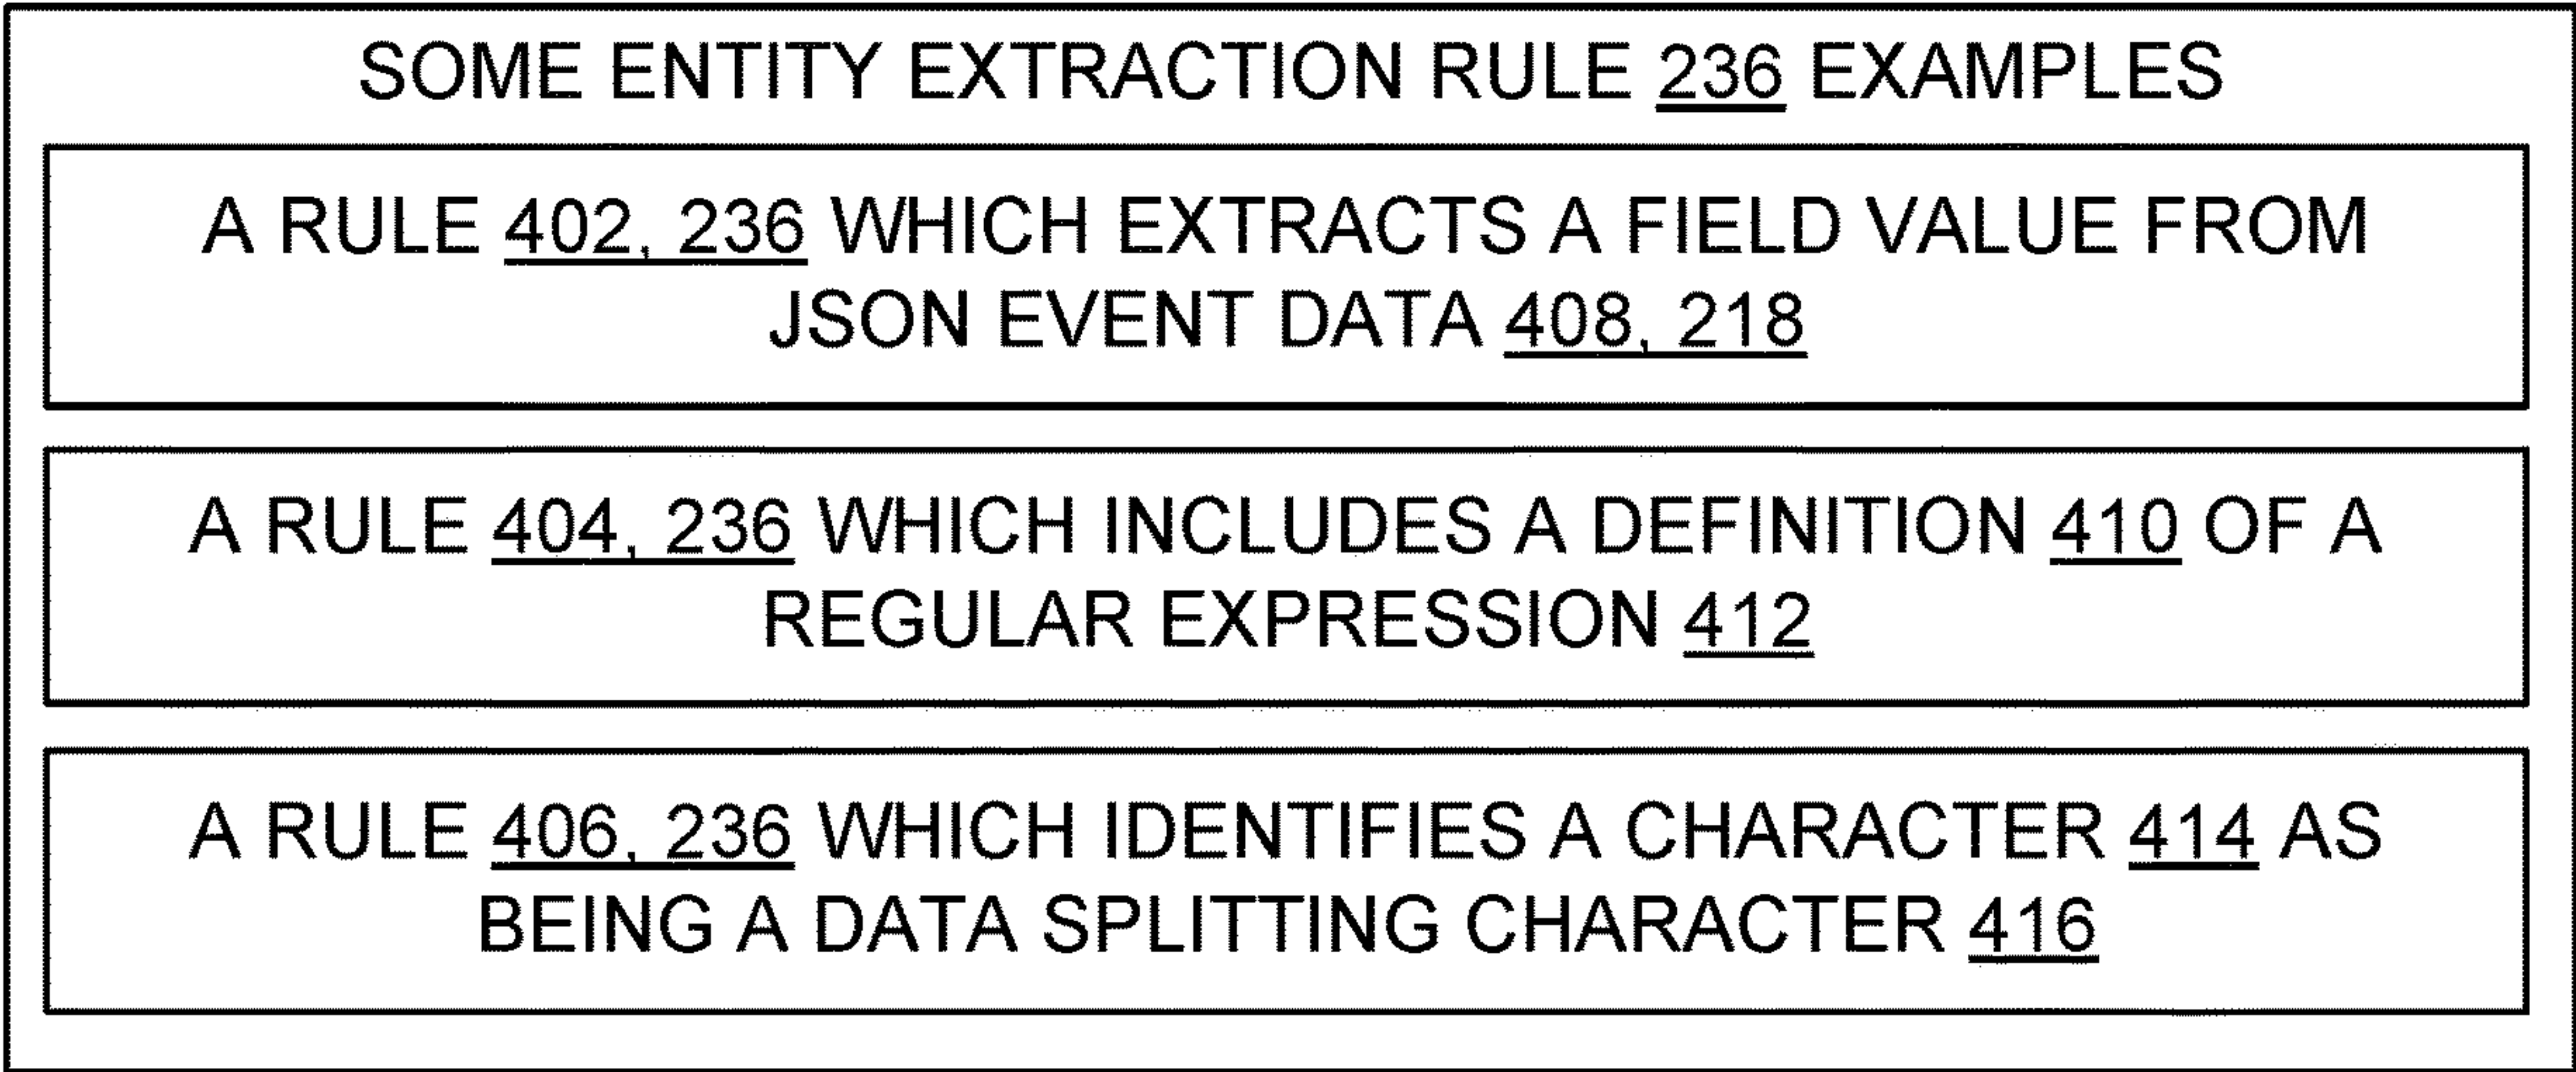 SOME ENTITY EXTRACTION RULE 236 EXAMPLES
A RULE 402, 236 WHICH EXTRACTS A FIELD VALUE FROM
JSON EVENT DATA 408, 218
A RULE 404, 236 WHICH INCLUDES A DEFINITION 410 OF A
REGULAR EXPRESSION 412
A RULE 406, 236 WHICH IDENTIFIES A CHARACTER 414 AS
BEING A DATA SPLITTING CHARACTER 416